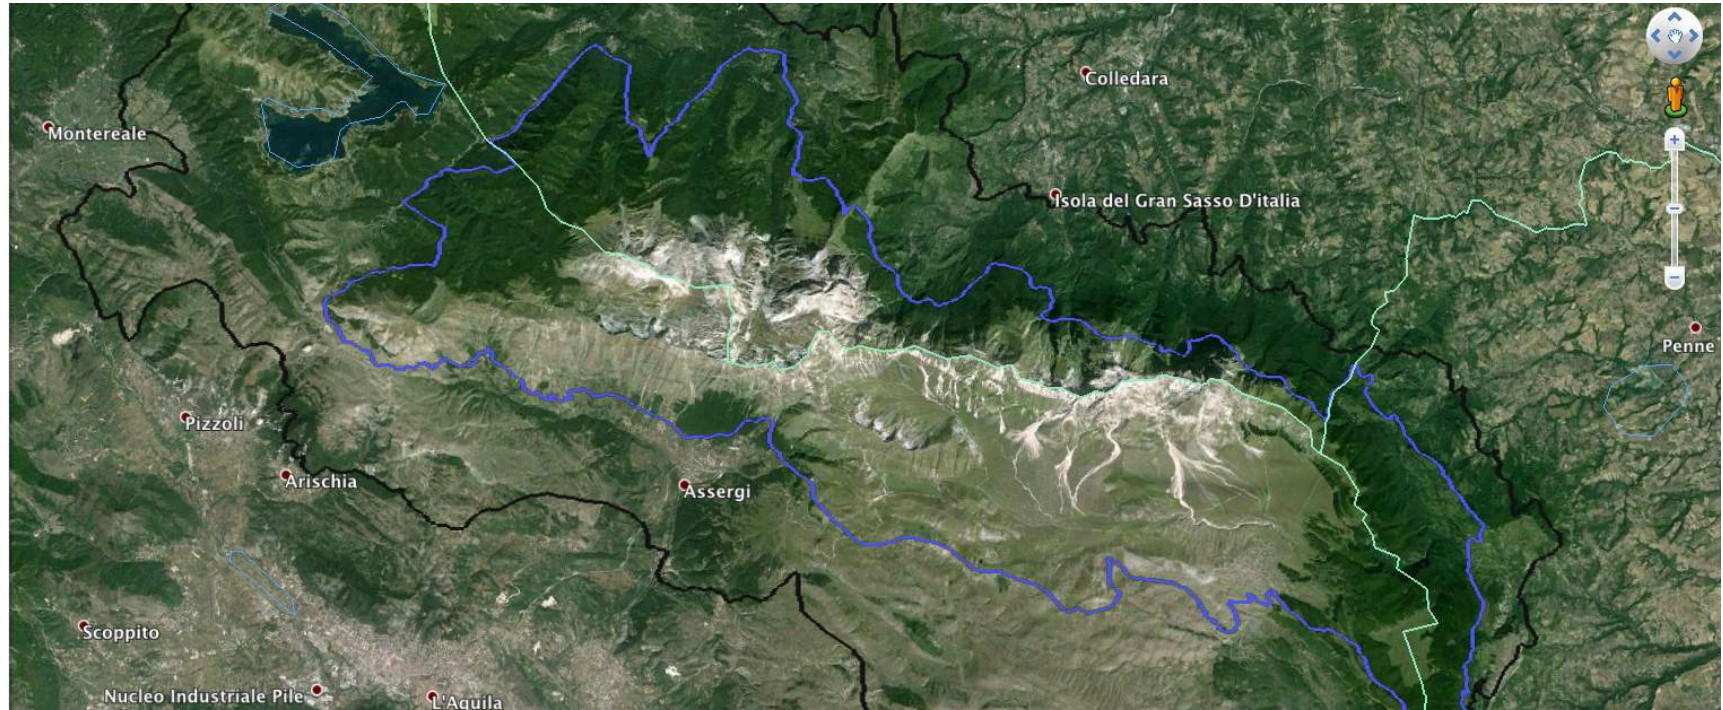 Colledara
Montereale
Isola del Gran Sasso D'italia
Penne
Pizzoli
Arischia
Assergi
Scoppito
Nucleo Industriale Pile
L'Aquila